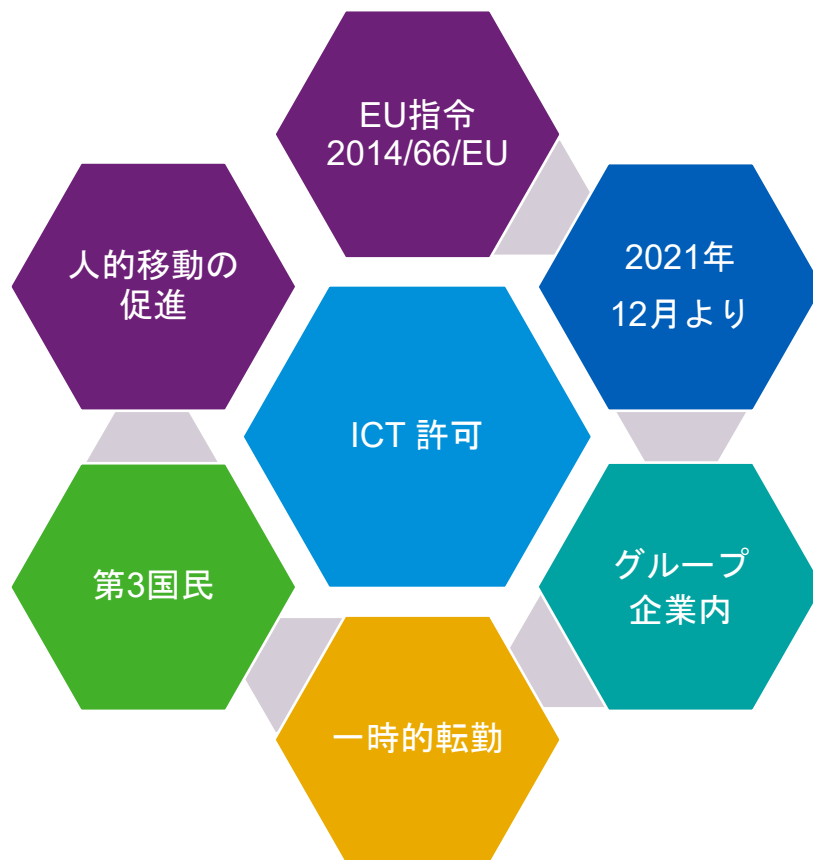 EU指令
2014/66/EU
人的移動の
促進
2021年
12月より
ICT 許可
第3国民
グループ
企業内
一時的転勤